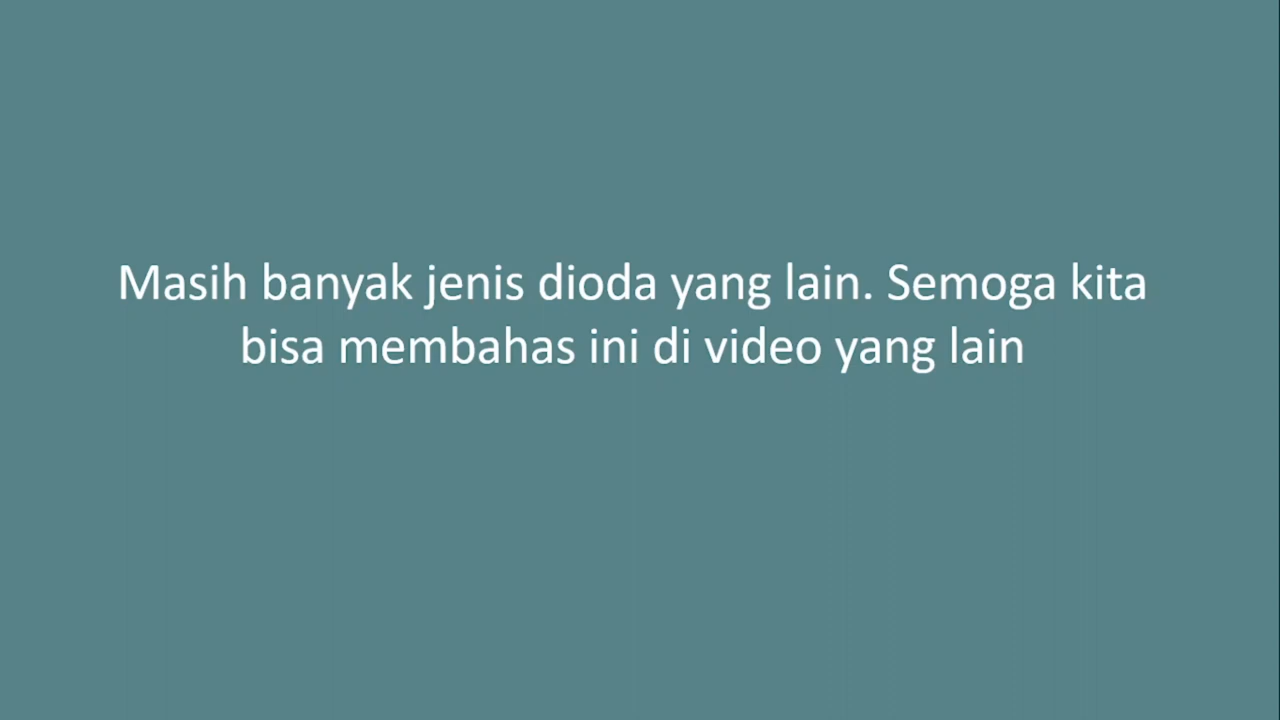 Masih banyak jenis dioda yang lain. Semoga kita
bisa membahas ini di video yang lain